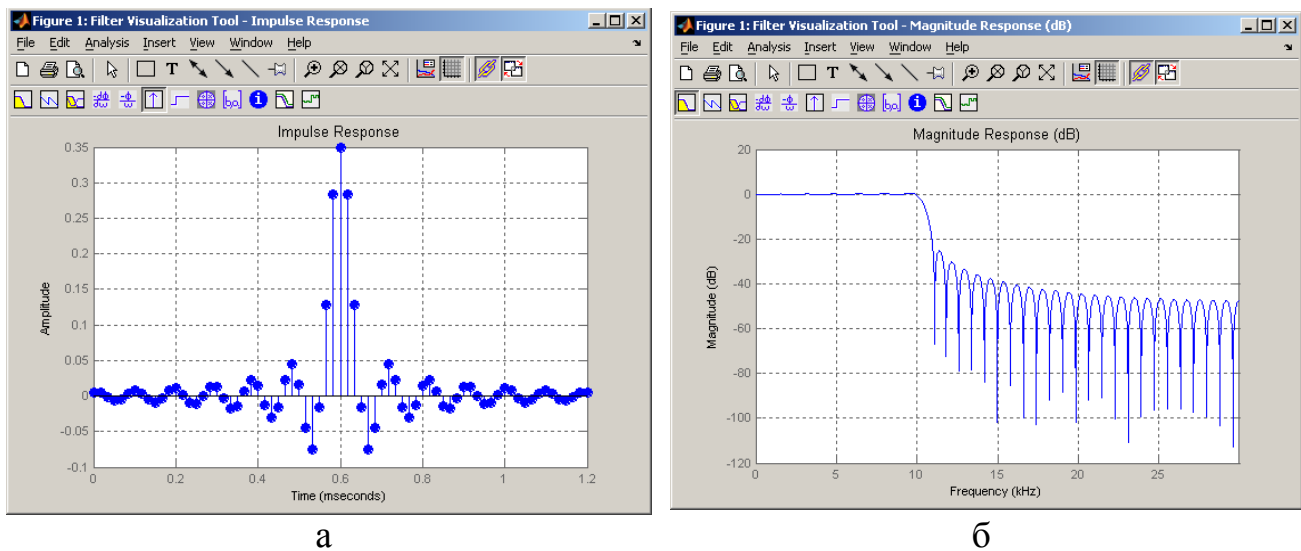 Figure 1: Filter Visualization Tool - Impulse Response
File Edit Analysis Insert View Window Help
Impulse Response
0.35
0.3
0.25
0.2
0.15
0.1
0.05
0
-0.05
-0.1
Amplitude
0 0.2 0.4 0.6 0.8 1 1.2
Time (mseconds)
а
Figure 1: Filter Visualization Tool - Magnitude Response (dB)
File Edit Analysis Insert View Window Help
Magnitude Response (dB)
20
0
-20
-40
-60
-80
-100
-120
Magnitude (dB)
0 5 10 15 20 25
Frequency (kHz)
б